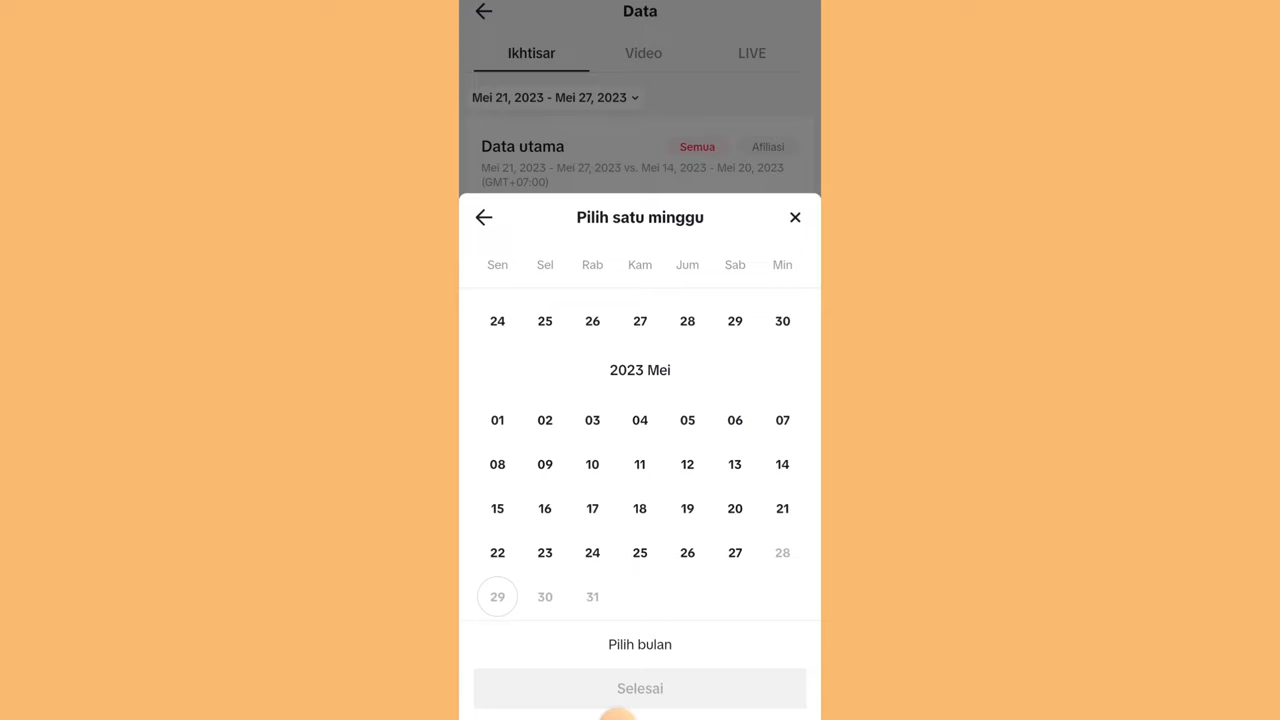 Data
Ikhtisar Video LIVE
Mei 21, 2023 - Mei 27, 2023
Data utama Semua Afiliasi
Mei 21, 2023 - Mei 27, 2023 vs. Mei 14, 2023 - Mei 20, 2023
(GMT+07:00)
Pilih satu minggu
Sen Sel Rab Kam Jum Sab Min
24 25 26 27 28 29 30
2023 Mei
01 02 03 04 05 06 07
08 09 10 11 12 13 14
15 16 17 18 19 20 21
22 23 24 25 26 27 28
29 30 31
Pilih bulan
Selesai